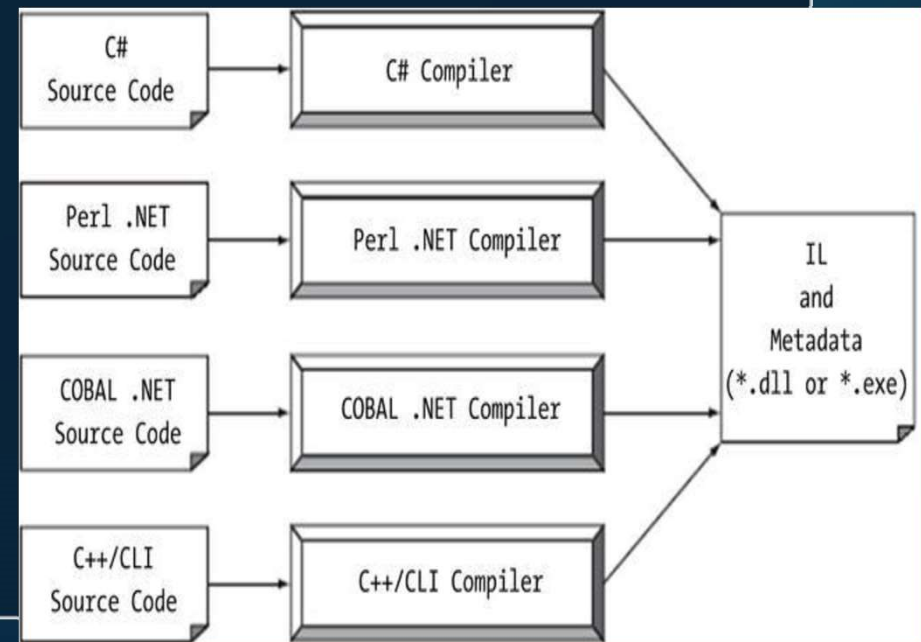 C#
Source Code
C# Compiler
Perl .NET
Source Code
Perl .NET Compiler
COBAL .NET
Source Code
COBAL .NET Compiler
C++/CLI
Source Code
C++/CLI Compiler
IL
and
Metadata
(*.dll or *.exe)